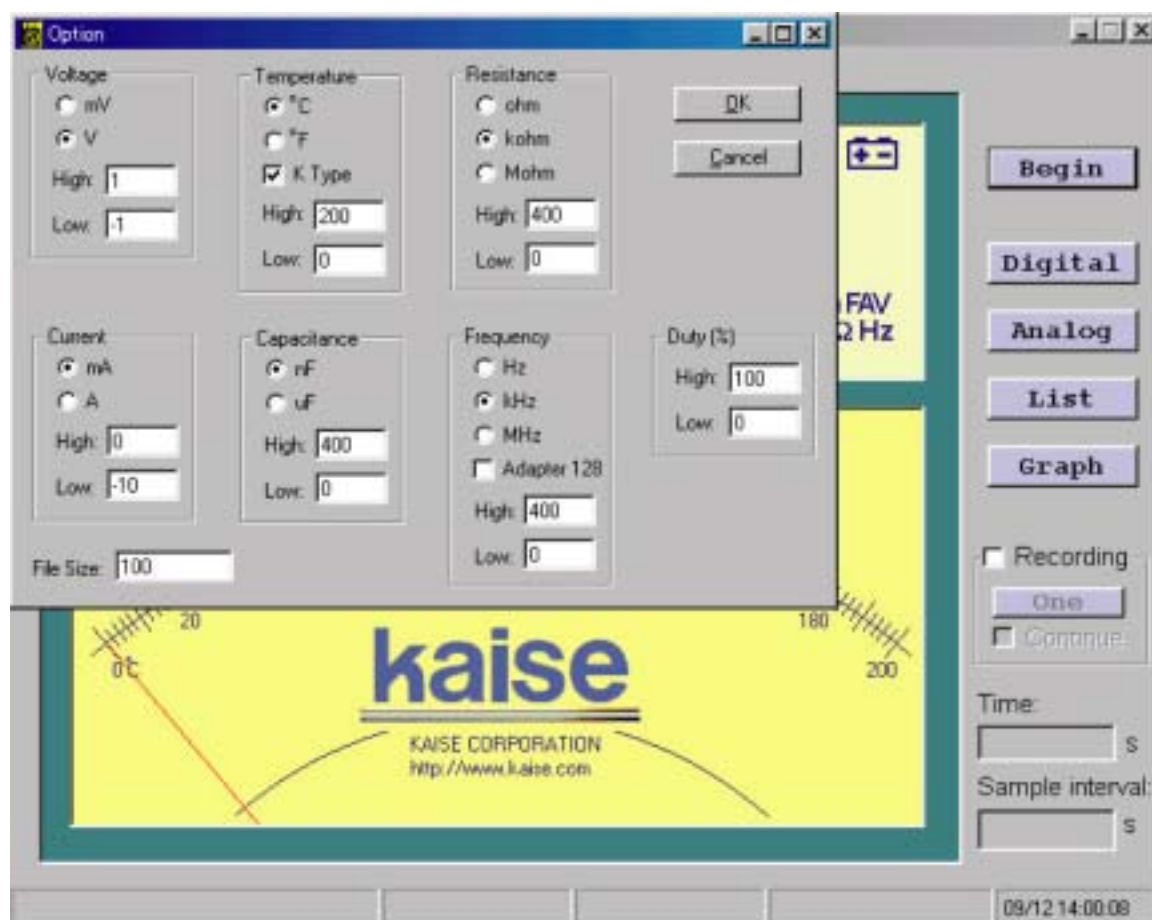 Option
Voltage
mV
V
High: 1
Low: -1
Temperature
°C
°F
K Type
High: 200
Low: 0
Resistance
ohm
kohm
Mohm
High: 400
Low: 0
OK
Cancel
Current
mA
A
High: 0
Low: -10
Capacitance
nF
uF
High: 400
Low: 0
Frequency
Hz
kHz
MHz
Adapter 128
High: 400
Low: 0
Duty (%)
High: 100
Low: 0
File Size: 100
FAV
Ω Hz
Begin
Digital
Analog
List
Graph
Recording
One
Continue
Time:
s
Sample interval:
s
0℃
20
180
200
kaise
KAISE CORPORATION
http://www.kaise.com
09/12 14:00:08